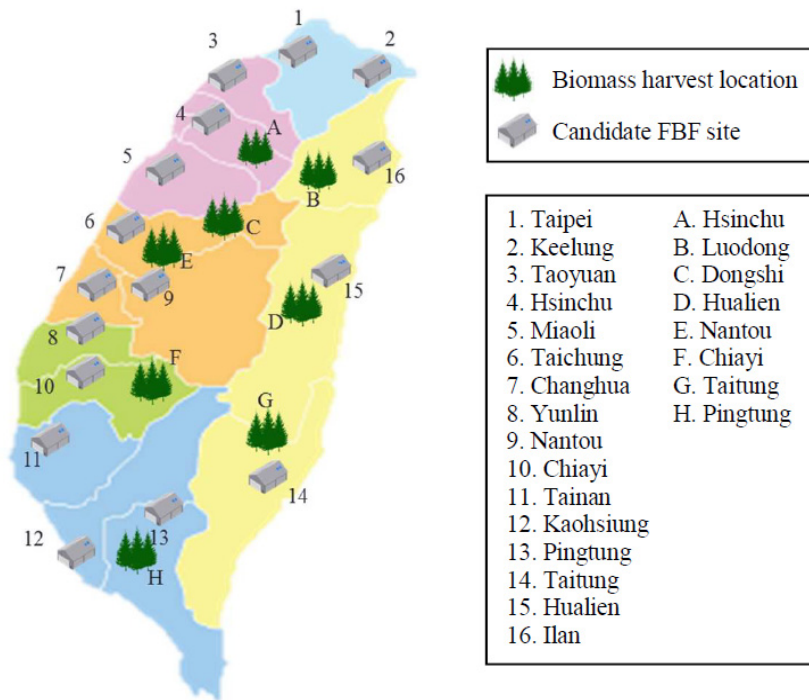 1
2
3
4
A
5
B
16
6
C
E
7
9
15
D
8
F
10
G
11
14
12
13
H
Biomass harvest location
Candidate FBF site
1. Taipei
2. Keelung
3. Taoyuan
4. Hsinchu
5. Miaoli
6. Taichung
7. Changhua
8. Yunlin
9. Nantou
10. Chiayi
11. Tainan
12. Kaohsiung
13. Pingtung
14. Taitung
15. Hualien
16. Ilan
A. Hsinchu
B. Luodong
C. Dongshi
D. Hualien
E. Nantou
F. Chiayi
G. Taitung
H. Pingtung